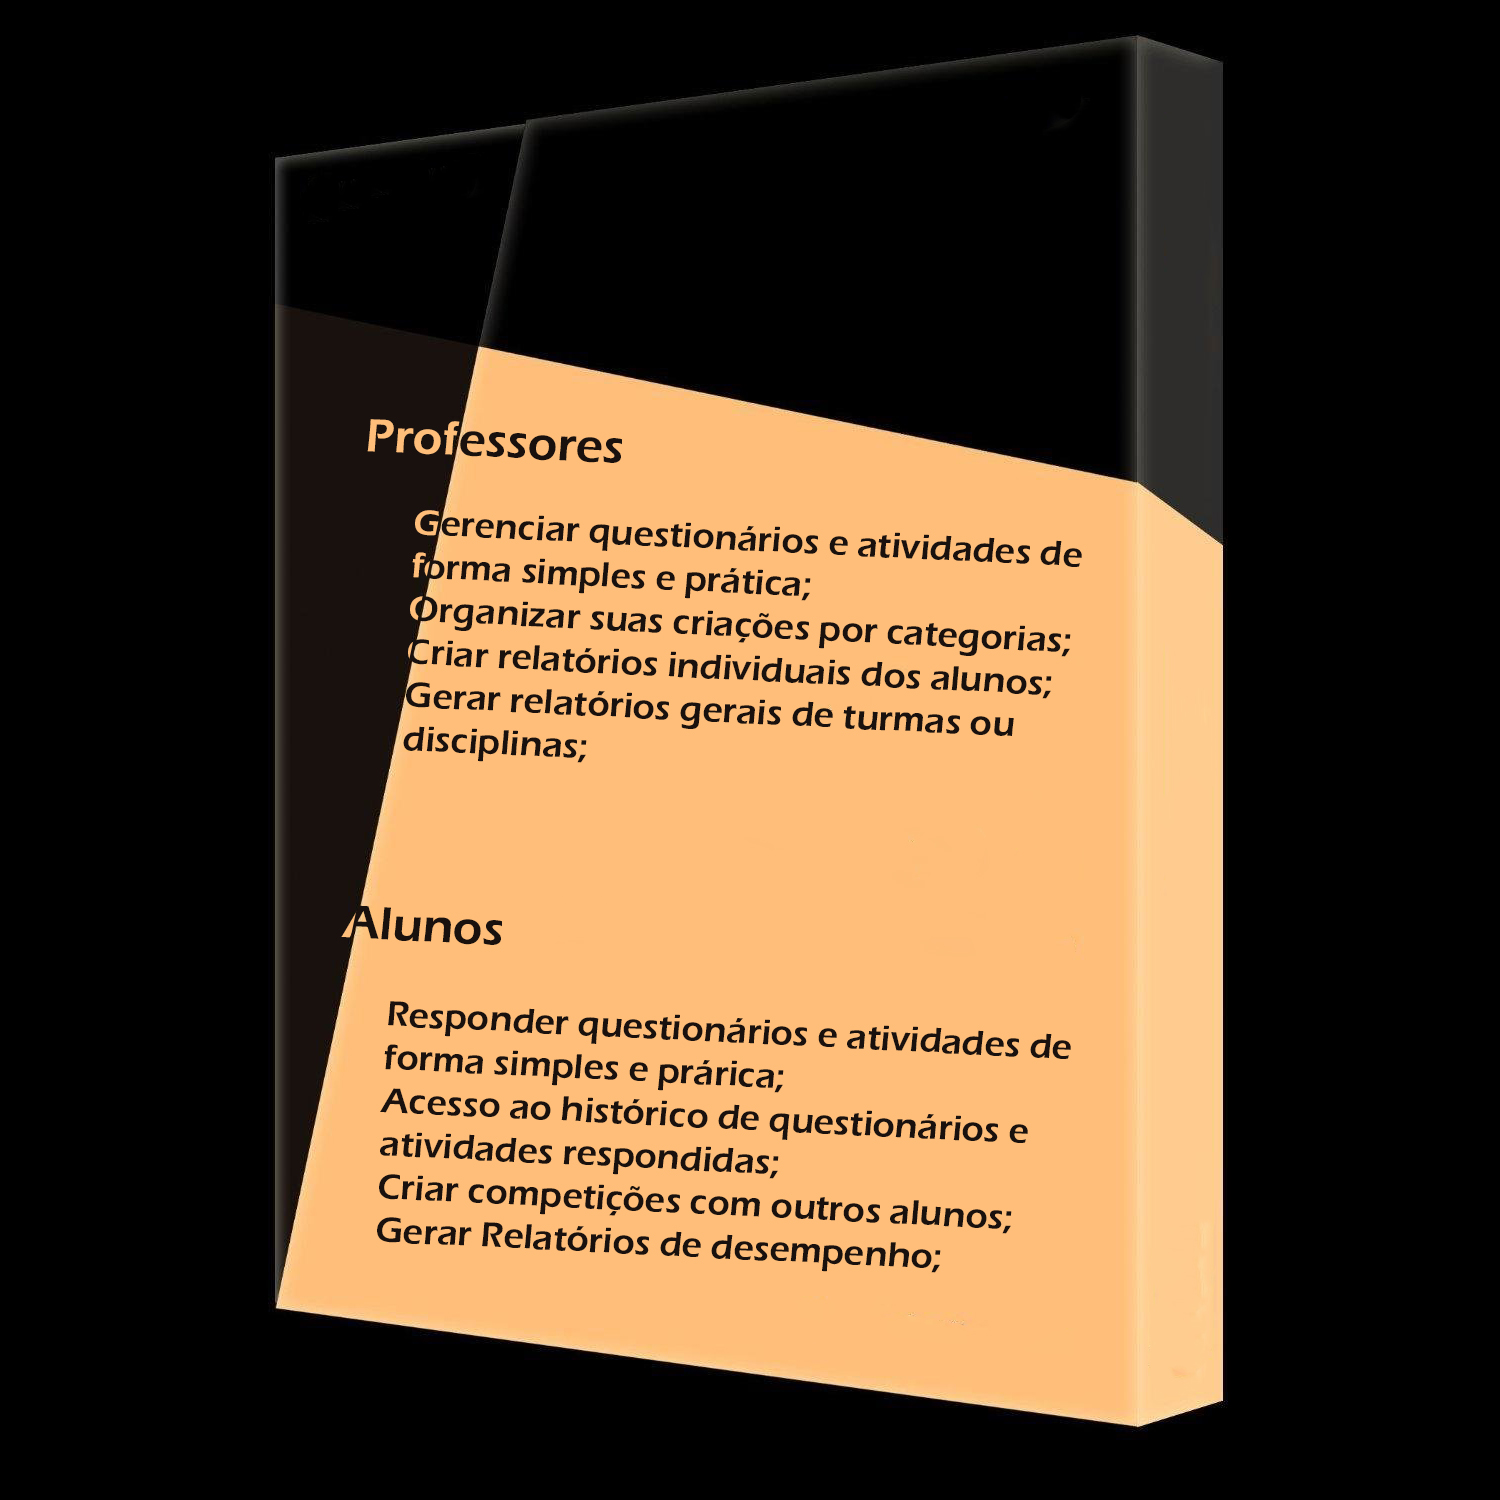 Professores
Gerenciar questionários e atividades de
forma simples e prática;
Organizar suas criações por categorias;
Criar relatórios individuais dos alunos;
Gerar relatórios gerais de turmas ou
disciplinas;
Alunos
Responder questionários e atividades de
forma simples e prárica;
Acesso ao histórico de questionários e
atividades respondidas;
Criar competições com outros alunos;
Gerar Relatórios de desempenho;